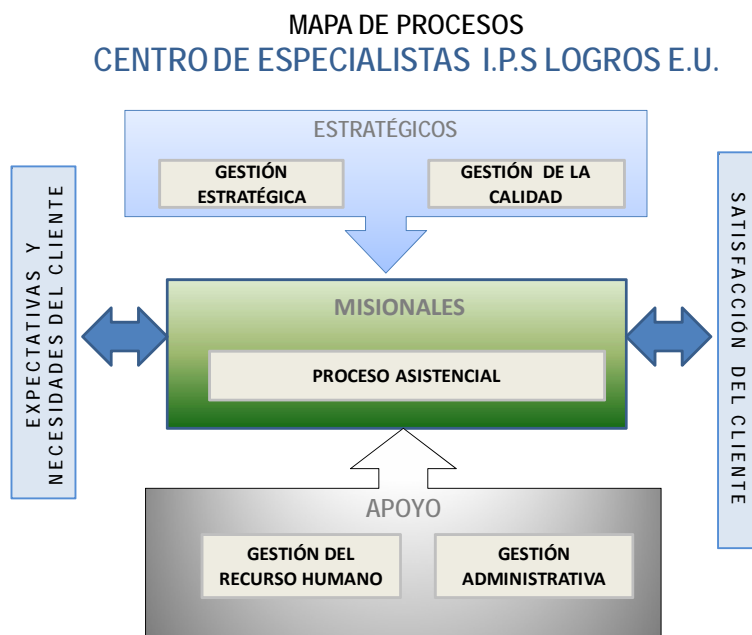 MAPA DE PROCESOS
CENTRO DE ESPECIALISTAS I.P.S LOGROS E.U.
ESTRATÉGICOS
GESTIÓN
ESTRATÉGICA
GESTIÓN DE LA
CALIDAD
EXPECTATIVAS Y
NECESIDADES DEL CLIENTE
MISIONALES
PROCESO ASISTENCIAL
SATISFACCIÓN DEL CLIENTE
APOYO
GESTIÓN DEL
RECURSO HUMANO
GESTIÓN
ADMINISTRATIVA